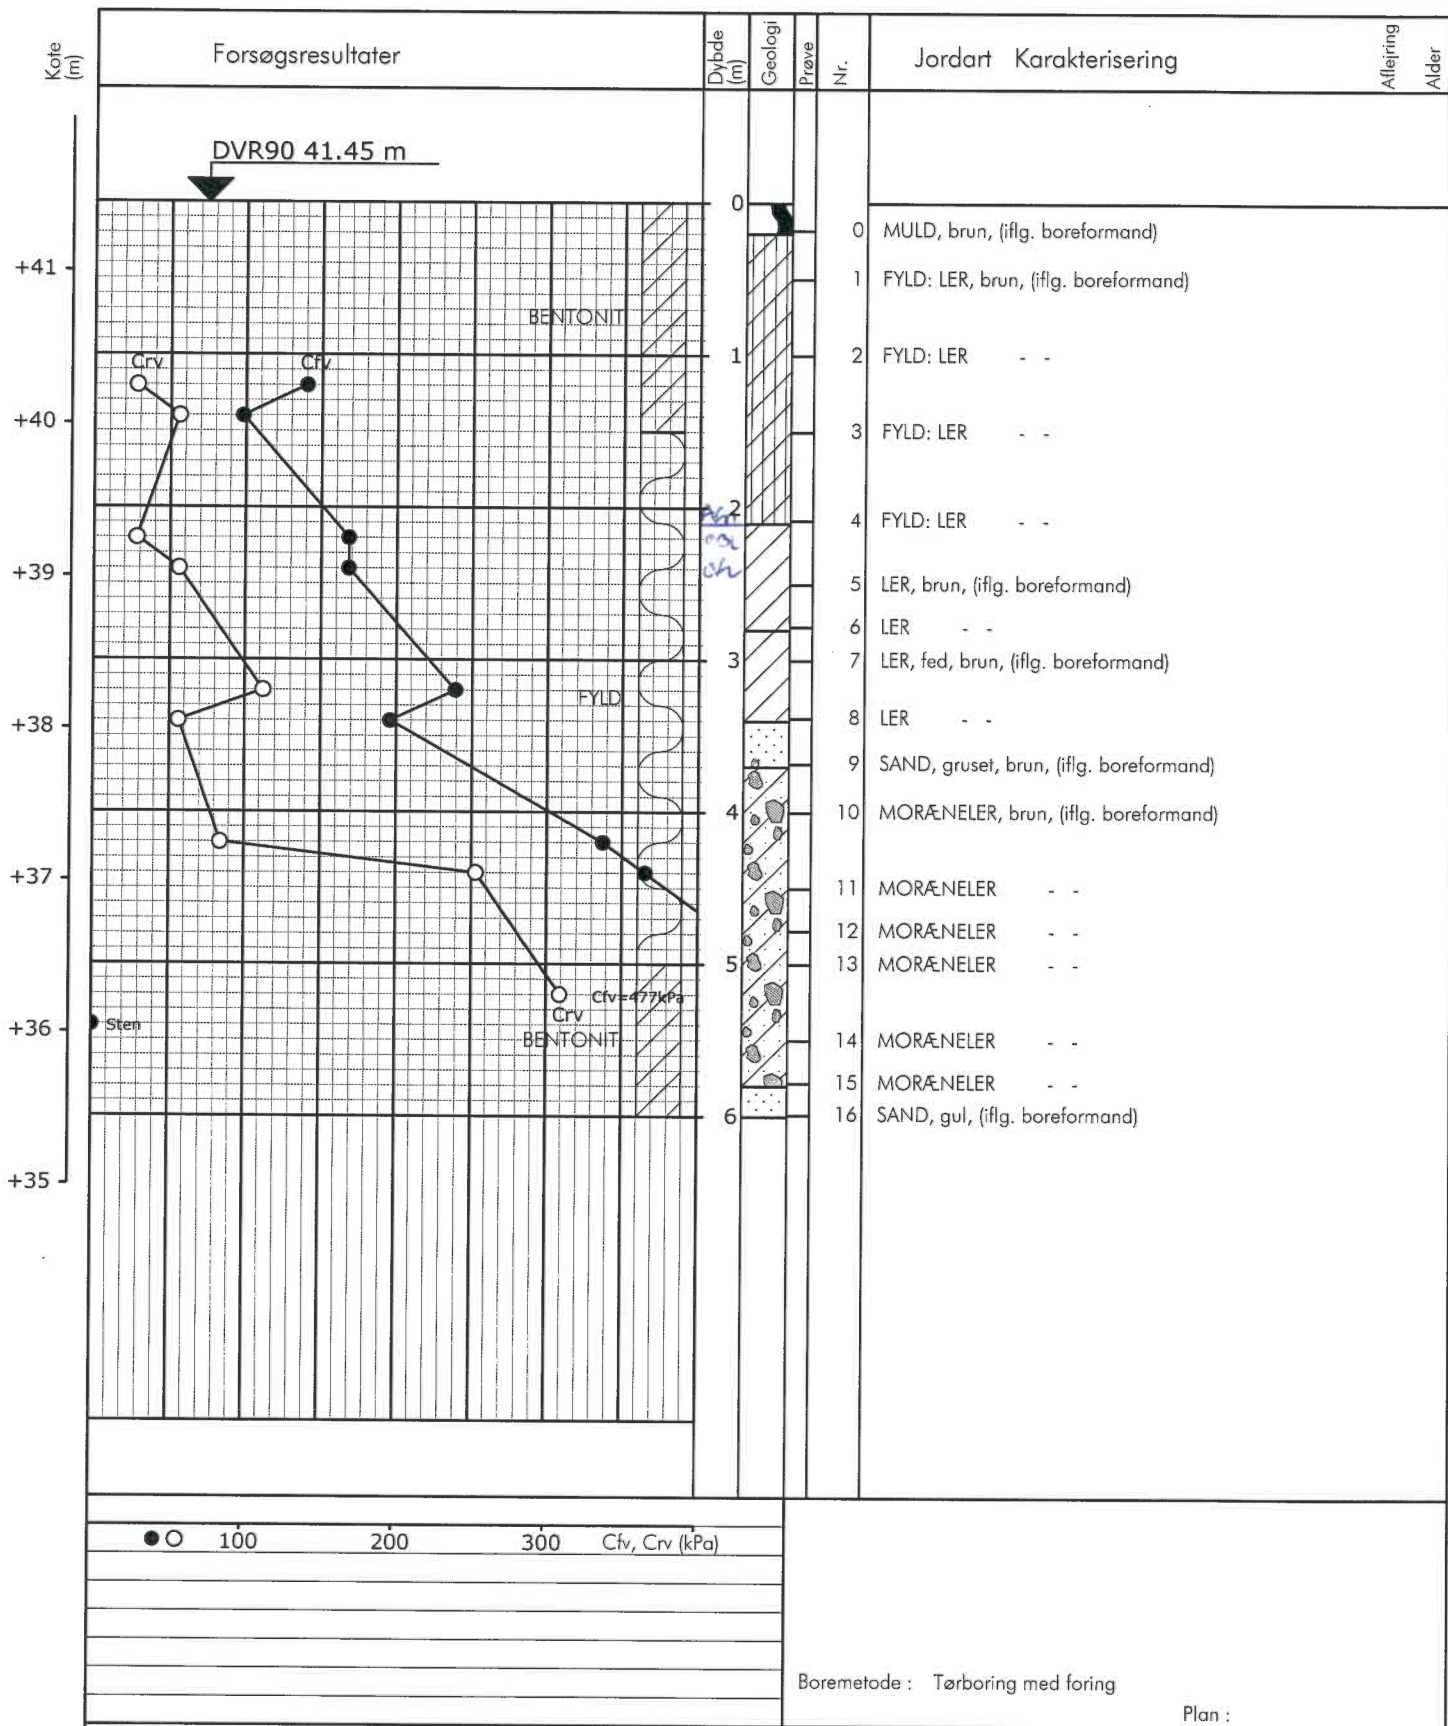 Kote (m)
Forsøgsresultater
Dybde (m)
Geologi
Prøve
Nr.
Jordart Karakterisering
Aflejring
Alder
DVR90 41.45 m
0
0 MULD, brun, (iflg. boreformand)
+41
1 FYLD: LER, brun, (iflg. boreformand)
BENTONIT
Crv
Cfv
1
2 FYLD: LER - -
+40
3 FYLD: LER - -
2
4 FYLD: LER - -
+39
5 LER, brun, (iflg. boreformand)
6 LER - -
3
7 LER, fed, brun, (iflg. boreformand)
FYLD
+38
8 LER - -
9 SAND, gruset, brun, (iflg. boreformand)
4
10 MORÆNELER, brun, (iflg. boreformand)
+37
11 MORÆNELER - -
12 MORÆNELER - -
5
13 MORÆNELER - -
Cfv=477kPa
Crv
+36
Sten
BENTONIT
14 MORÆNELER - -
15 MORÆNELER - -
6
16 SAND, gul, (iflg. boreformand)
+35
100 200 300 Cfv, Crv (kPa)
Boremetode : Tørboring med foring
Plan :